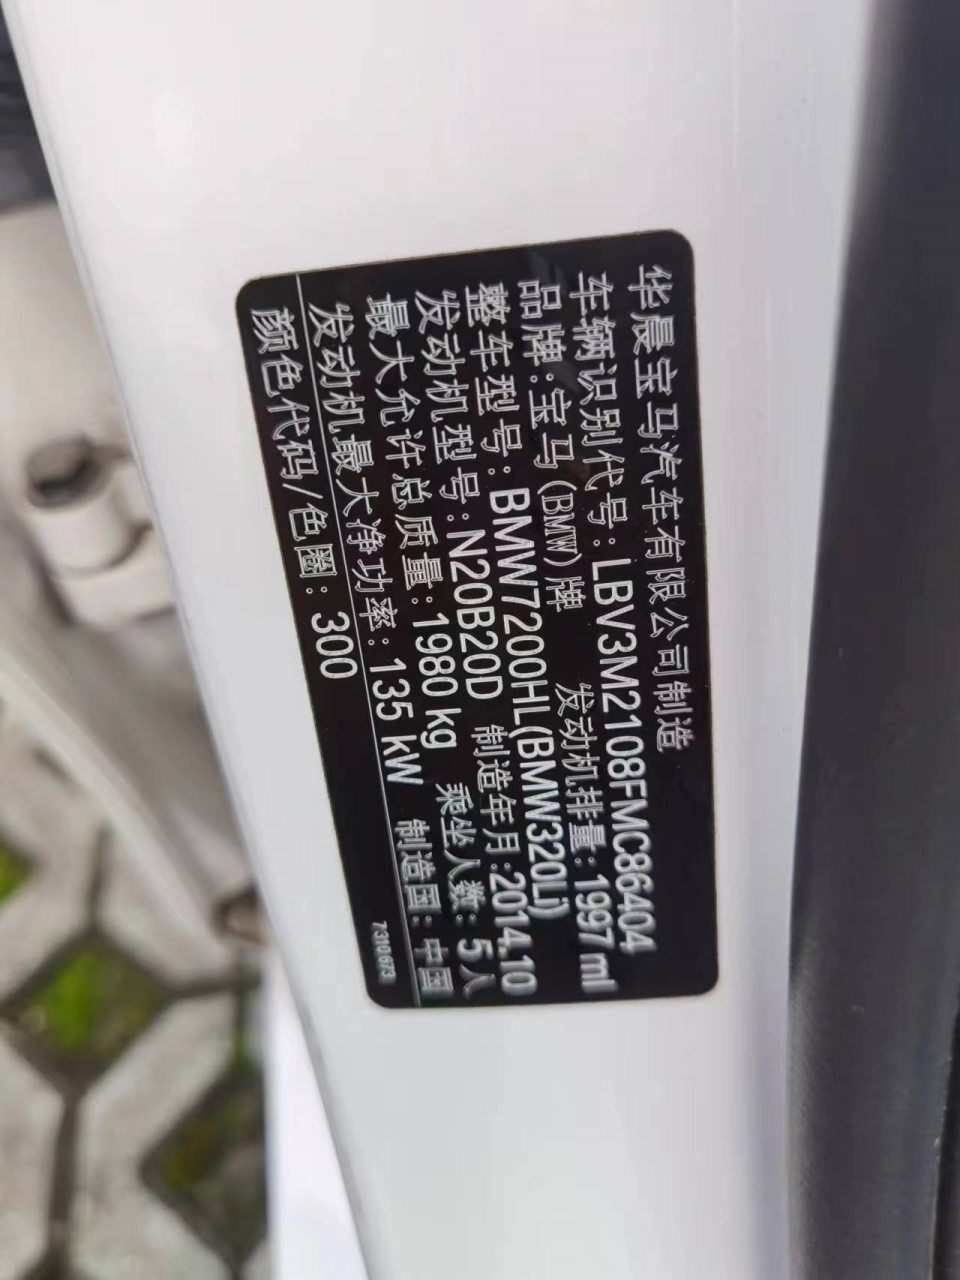 华晨宝马汽车有限公司制造
车辆识别代号:LBV3M2108FMC86404
品牌:宝马(BMW)牌 发动机排量:1997 ml
整车型号:BMW7200HL(BMW320Li)
发动机型号:N20B20D 制造年月:2014.10
最大允许总质量:1980 kg 乘坐人数:5人
发动机最大净功率:135 kW 制造国:中国
颜色代码/色圈:300 7310673